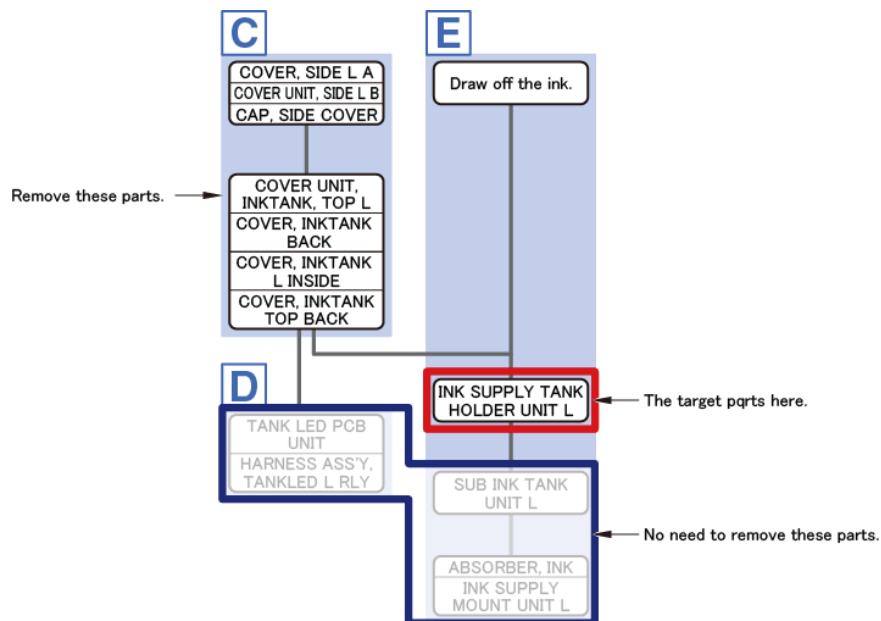 C
E
COVER, SIDE L A
COVER UNIT, SIDE L B
CAP, SIDE COVER
Draw off the ink.
Remove these parts.
COVER UNIT,
INKTANK, TOP L
COVER, INKTANK
BACK
COVER, INKTANK
L INSIDE
COVER, INKTANK
TOP BACK
D
INK SUPPLY TANK
HOLDER UNIT L
The target pqrts here.
TANK LED PCB
UNIT
HARNESS ASS'Y,
TANKLED L RLY
SUB INK TANK
UNIT L
No need to remove these parts.
ABSORBER, INK
INK SUPPLY
MOUNT UNIT L